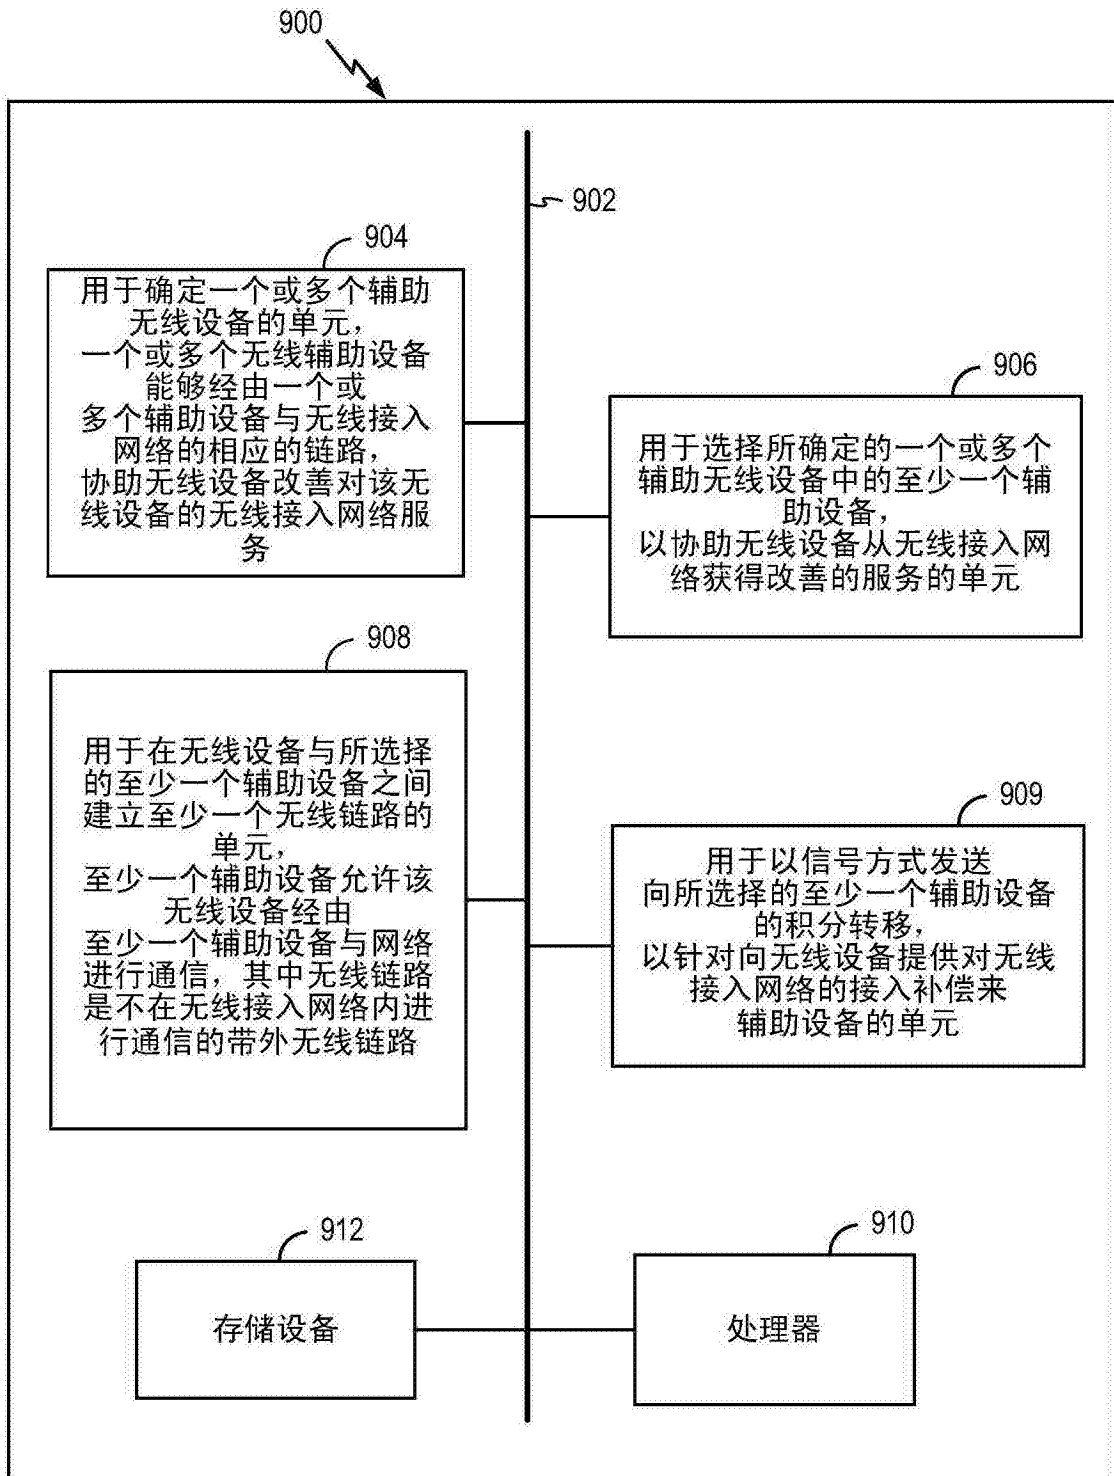 900
902
904
用于确定一个或多个辅助
无线设备的单元，
一个或多个无线辅助设备
能够经由一个或
多个辅助设备与无线接入
网络的相应的链路，
协助无线设备改善对该无
线设备的无线接入网络服
务
906
用于选择所确定的一个或多个
辅助无线设备中的至少一个辅
助设备，
以协助无线设备从无线接入网
络获得改善的服务的单元
908
用于在无线设备与所选择
的至少一个辅助设备之间
建立至少一个无线链路的
单元，
至少一个辅助设备允许该
无线设备经由
至少一个辅助设备与网络
进行通信，其中无线链路
是不在无线接入网络内进
行通信的带外无线链路
909
用于以信号方式发送
向所选择的至少一个辅助设备
的积分转移，
以针对向无线设备提供对无线
接入网络的接入补偿来
辅助设备的单元
912
存储设备
910
处理器